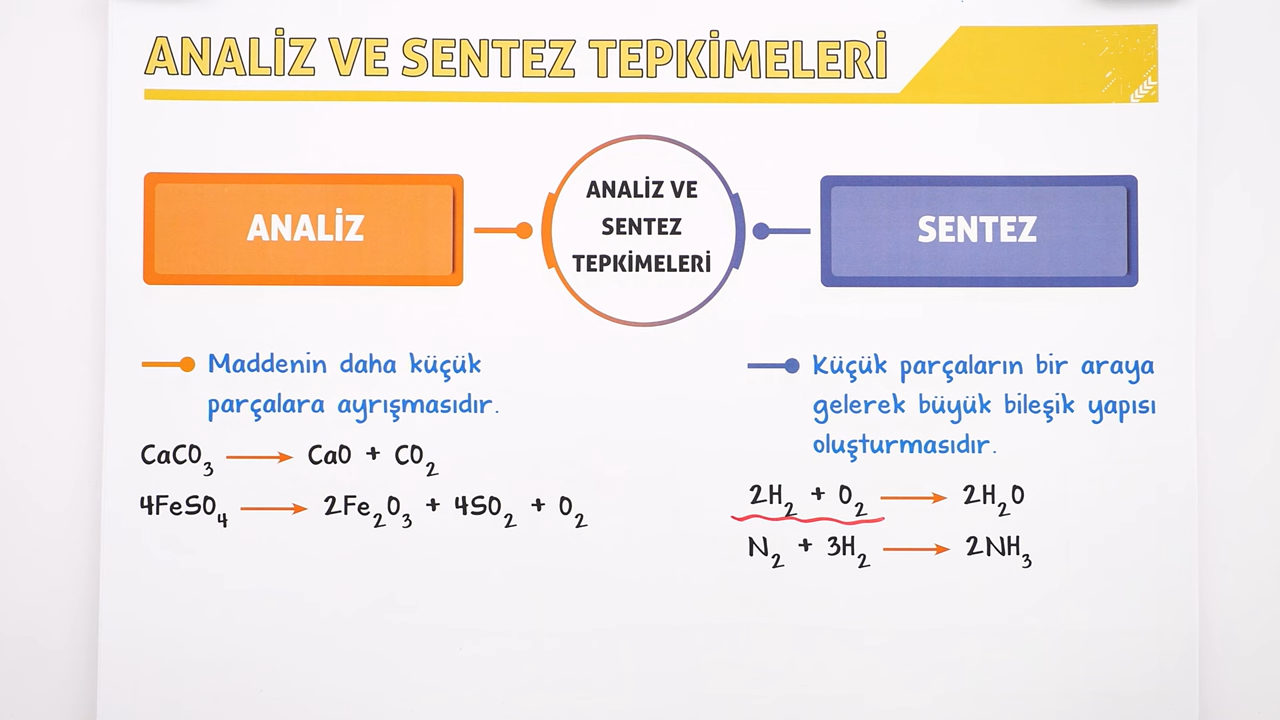 ANALİZ VE SENTEZ TEPKİMELERİ
ANALİZ
ANALİZ VE
SENTEZ
TEPKİMELERİ
SENTEZ
Maddenin daha küçük
parçalara ayrışmasıdır.
CaCO₃ → CaO + CO₂
4FeSO₄ → 2Fe₂O₃ + 4SO₂ + O₂
Küçük parçaların bir araya
gelerek büyük bileşik yapısı
oluşturmasıdır.
2H₂ + O₂ → 2H₂O
N₂ + 3H₂ → 2NH₃